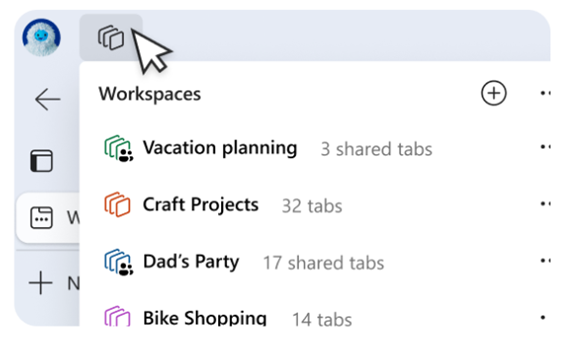 Workspaces
Vacation planning 3 shared tabs
W Craft Projects 32 tabs
Dad's Party 17 shared tabs
N
Bike Shopping 14 tabs